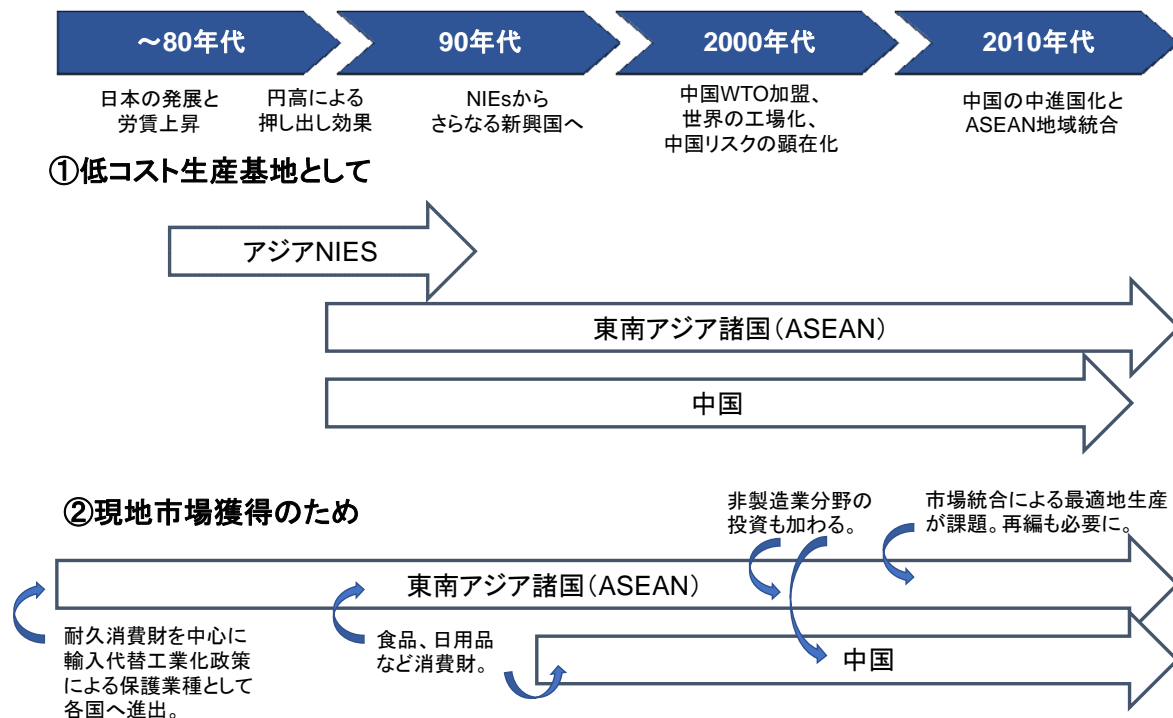 ～80年代
90年代
2000年代
2010年代
日本の発展と
労賃上昇
円高による
押し出し効果
NIEsから
さらなる新興国へ
中国WTO加盟、
世界の工場化、
中国リスクの顕在化
中国の中進国化と
ASEAN地域統合
①低コスト生産基地として
アジアNIES
東南アジア諸国（ASEAN）
中国
②現地市場獲得のため
非製造業分野の
投資も加わる。
市場統合による最適地生産
が課題。再編も必要に。
東南アジア諸国（ASEAN）
耐久消費財を中心に
輸入代替工業化政策
による保護業種として
各国へ進出。
食品、日用品
など消費財。
中国